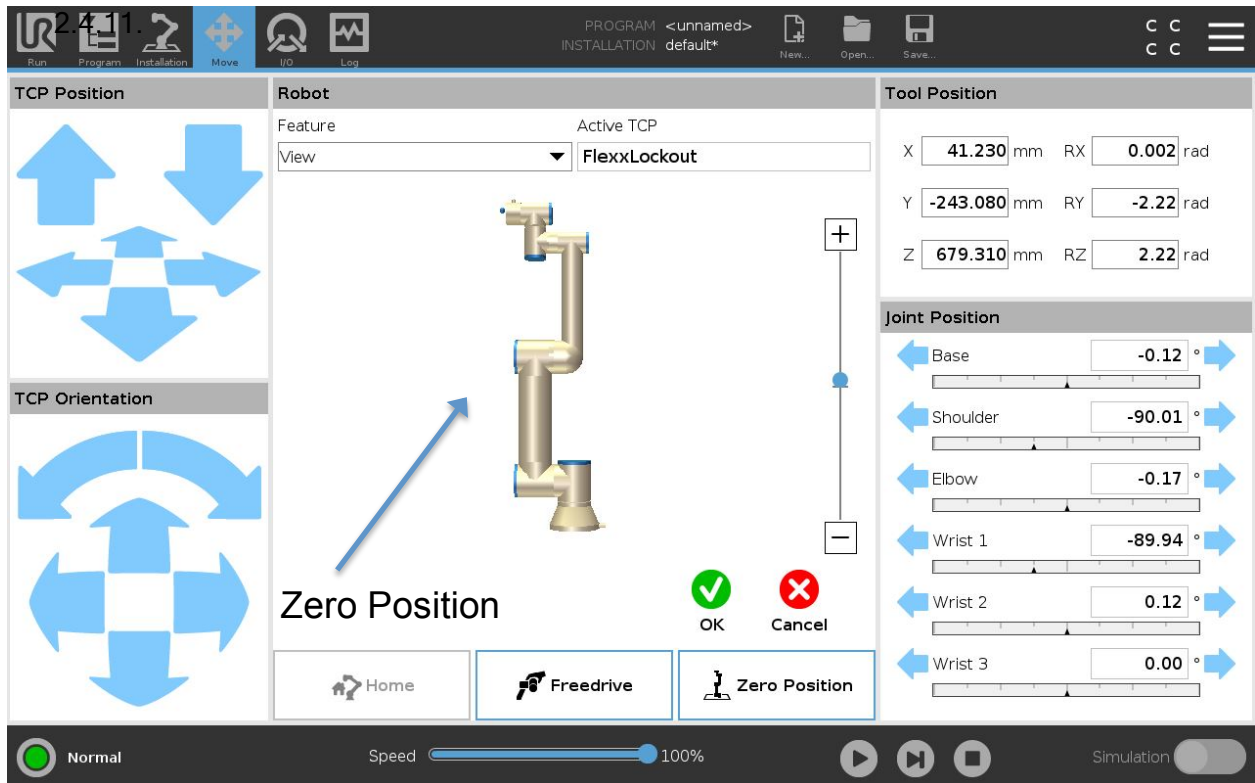 2.4.11.
UR
Run Program Installation Move I/O Log
PROGRAM <unnamed>
INSTALLATION default*
New... Open... Save...
C C
C C
TCP Position
Robot
Feature Active TCP
View FlexxLockout
Tool Position
X 41.230 mm RX 0.002 rad
Y -243.080 mm RY -2.22 rad
Z 679.310 mm RZ 2.22 rad
Joint Position
Base -0.12 °
Shoulder -90.01 °
Elbow -0.17 °
Wrist 1 -89.94 °
Wrist 2 0.12 °
Wrist 3 0.00 °
TCP Orientation
+
−
Zero Position
OK Cancel
Home Freedrive Zero Position
Normal Speed 100% Simulation